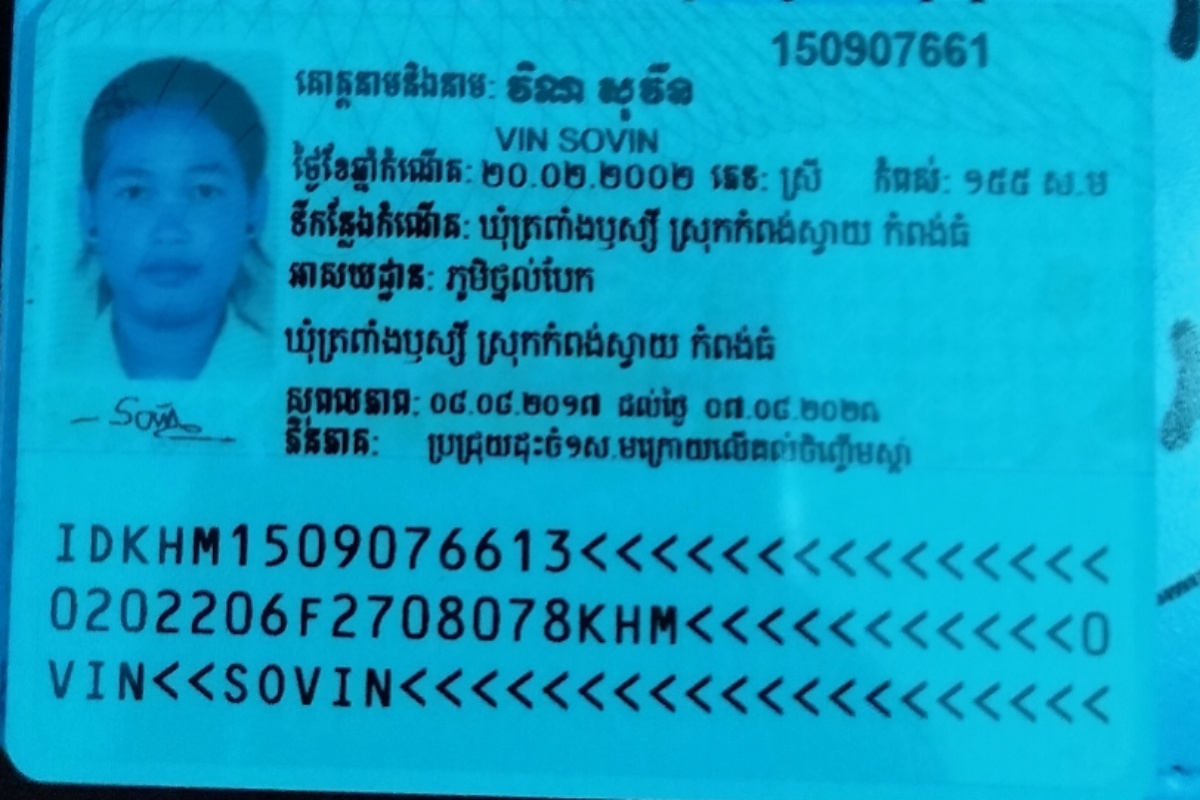 150907661
គោត្តនាមនិងនាម: វិណ សុវីន
VIN SOVIN
ថ្ងៃខែឆ្នាំកំណើត: ២០.០២.២០០២ ភេទ: ស្រី កំពស់: ១៥៥ ស.ម
ទីកន្លែងកំណើត: ឃុំត្រពាំងឫស្សី ស្រុកកំពង់ស្វាយ កំពង់ធំ
អាសយដ្ឋាន: ភូមិថ្នល់បែក
ឃុំត្រពាំងឫស្សី ស្រុកកំពង់ស្វាយ កំពង់ធំ
សុពលភាព: ០៨.០៨.២០១៧ ដល់ថ្ងៃ ០៧.០៨.២០២៧
ភិនភាគ: ប្រជ្រុយដុះចំ១ស.មក្រោយលើគល់ចិញ្ចើមស្តាំ
IDKHM1509076613<<<<<<<<<<<<<<<
0202206F2708078KHM<<<<<<<<<<<0
VIN<<SOVIN<<<<<<<<<<<<<<<<<<<<